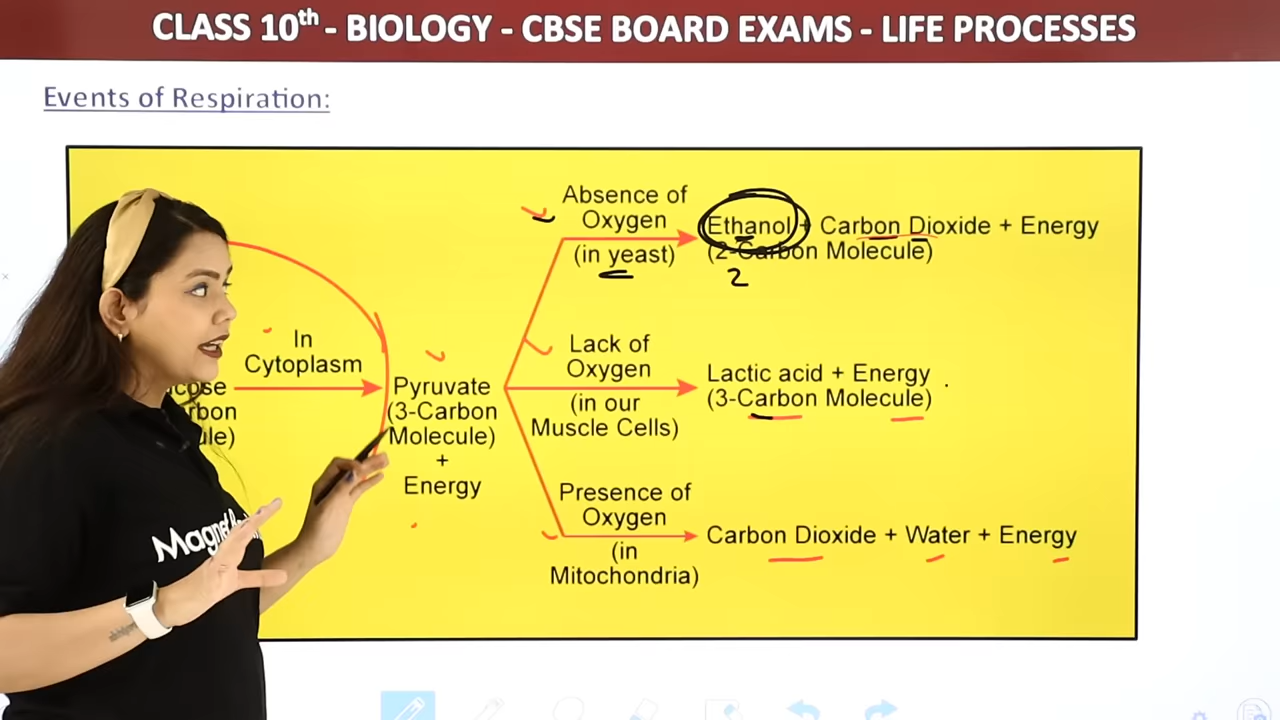 CLASS 10th - BIOLOGY - CBSE BOARD EXAMS - LIFE PROCESSES
Events of Respiration:
In
Cytoplasm
Pyruvate
(3-Carbon
Molecule)
+
Energy
Absence of
Oxygen
(in yeast)
Ethanol + Carbon Dioxide + Energy
(2-Carbon Molecule)
2
Lack of
Oxygen
(in our
Muscle Cells)
Lactic acid + Energy
(3-Carbon Molecule)
Presence of
Oxygen
(in
Mitochondria)
Carbon Dioxide + Water + Energy